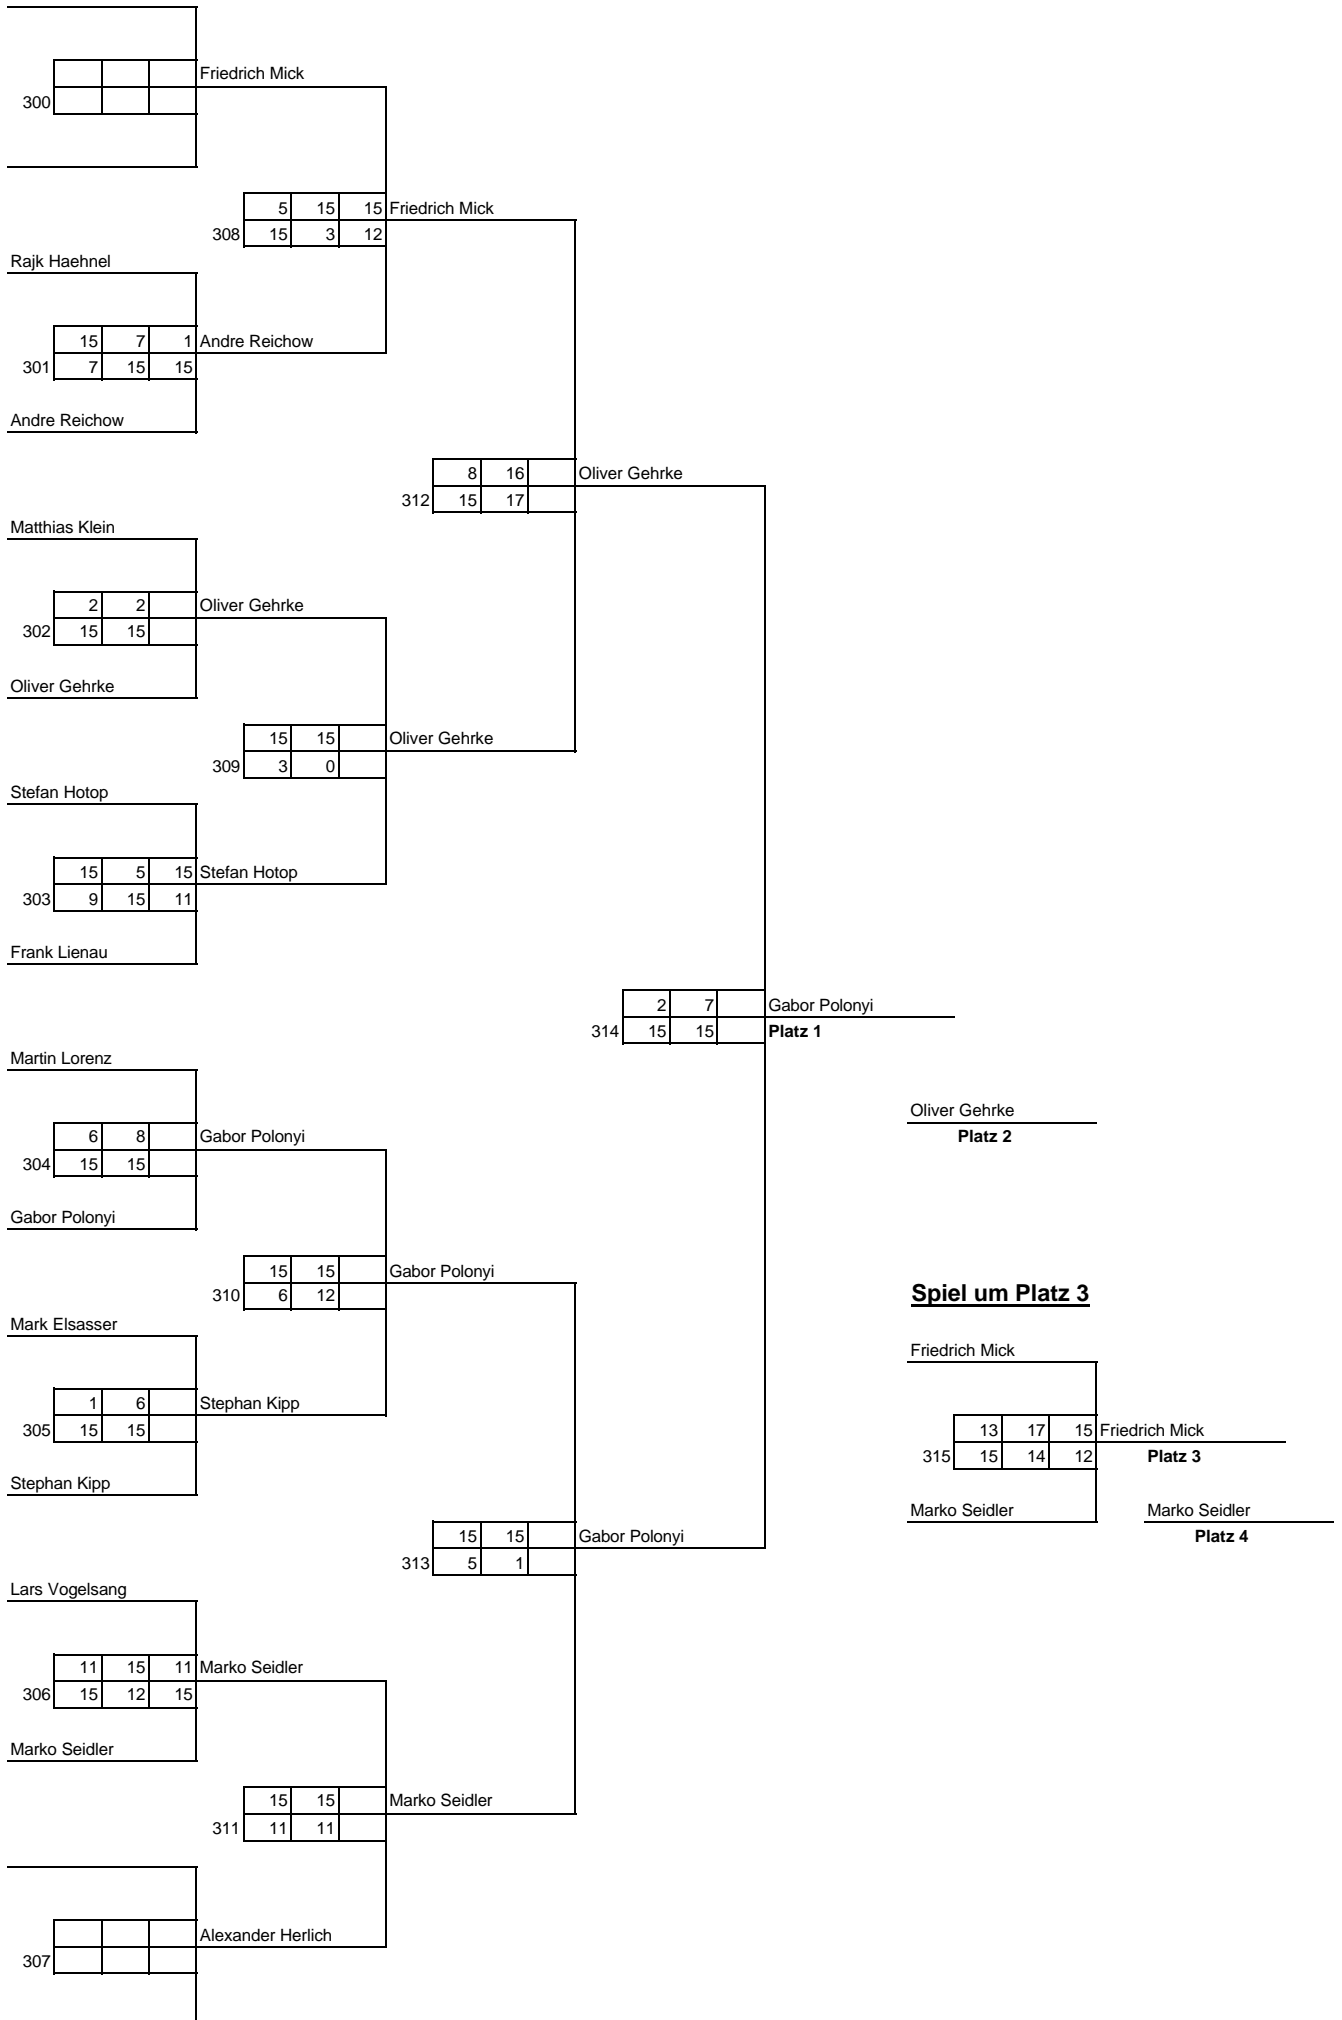 Friedrich Mick
300
5 15 15 Friedrich Mick
308 15 3 12
Rajk Haehnel
15 7 1 Andre Reichow
301 7 15 15
Andre Reichow
8 16 Oliver Gehrke
312 15 17
Matthias Klein
2 2 Oliver Gehrke
302 15 15
Oliver Gehrke
15 15 Oliver Gehrke
309 3 0
Stefan Hotop
15 5 15 Stefan Hotop
303 9 15 11
Frank Lienau
2 7 Gabor Polonyi
314 15 15 Platz 1
Martin Lorenz
Oliver Gehrke
Platz 2
6 8 Gabor Polonyi
304 15 15
Gabor Polonyi
15 15 Gabor Polonyi
310 6 12
Spiel um Platz 3
Mark Elsasser
Friedrich Mick
1 6 Stephan Kipp
305 15 15
13 17 15 Friedrich Mick
315 15 14 12 Platz 3
Stephan Kipp
Marko Seidler Marko Seidler
Platz 4
15 15 Gabor Polonyi
313 5 1
Lars Vogelsang
11 15 11 Marko Seidler
306 15 12 15
Marko Seidler
15 15 Marko Seidler
311 11 11
Alexander Herlich
307